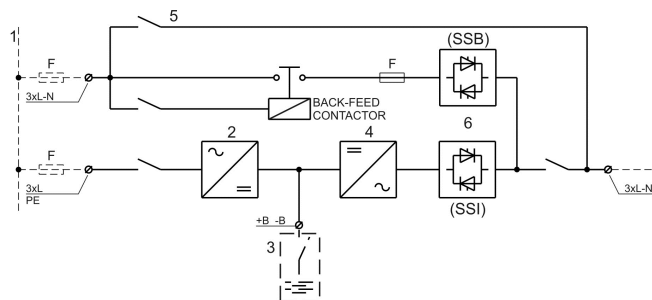 5
1
(SSB)
F
F
3xL-N
BACK-FEED
CONTACTOR
6
2
4
F
3xL
PE
3xL-N
(SSI)
+B -B
3